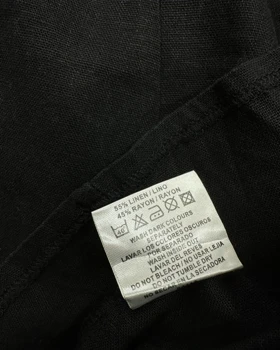 55% LINEN / LINO
45% RAYON / RAYON
40
WASH DARK COLOURS
SEPARATELY
LAVAR LOS COLORES OSCUROS
POR SEPARADO
WASH INSIDE OUT
LAVAR DEL REVES
DO NOT BLEACH / NO USAR LEJIA
DO NOT TUMBLE DRY
NO SECAR EN LA SECADORA